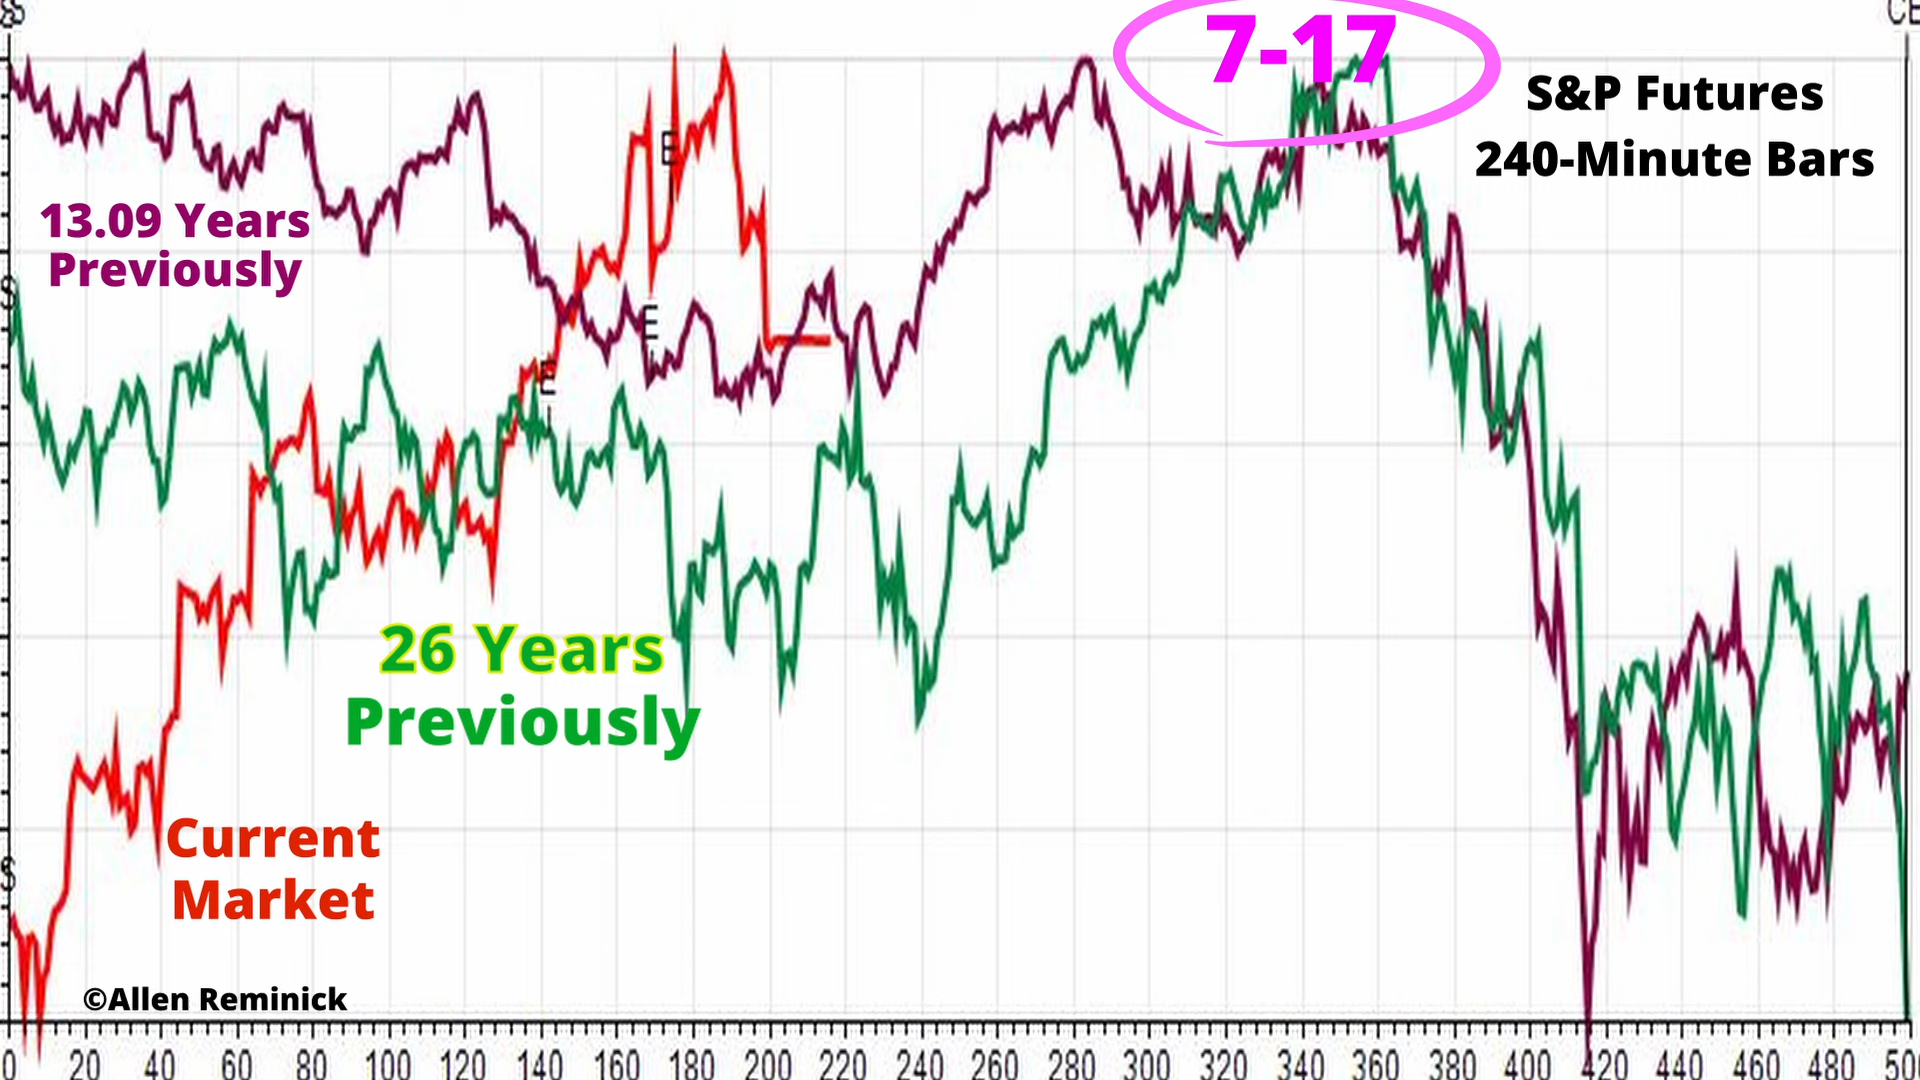 7-17
S&P Futures
240-Minute Bars
13.09 Years
Previously
E
E
E
26 Years
Previously
Current
Market
©Allen Reminick
0 20 40 60 80 100 120 140 160 180 200 220 240 260 280 300 320 340 360 380 400 420 440 460 480